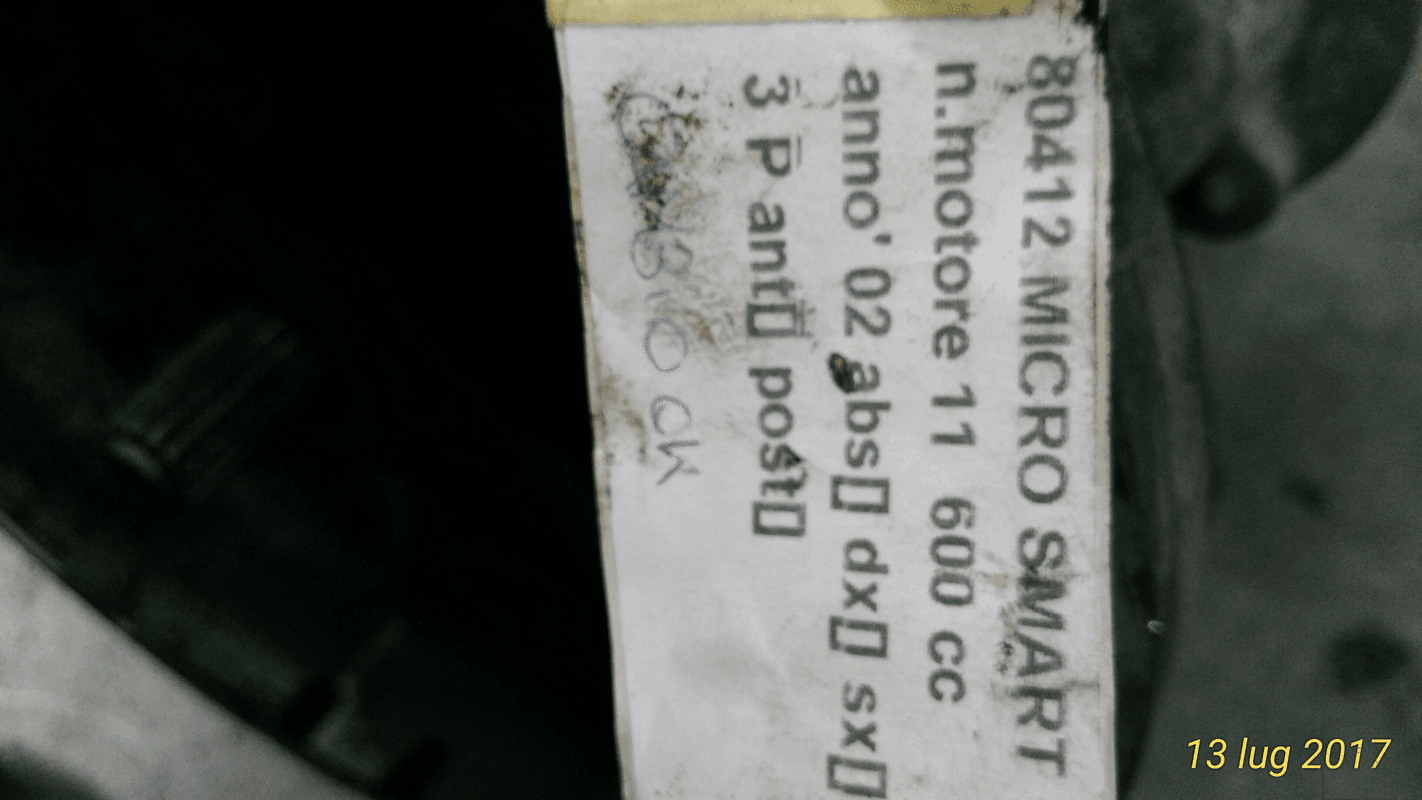 80412 MICRO SMART
n.motore 11 600 cc
anno' 02 abs[] dx[] sx[]
3 P ant[] post[]
CAMBIO OK
13 lug 2017